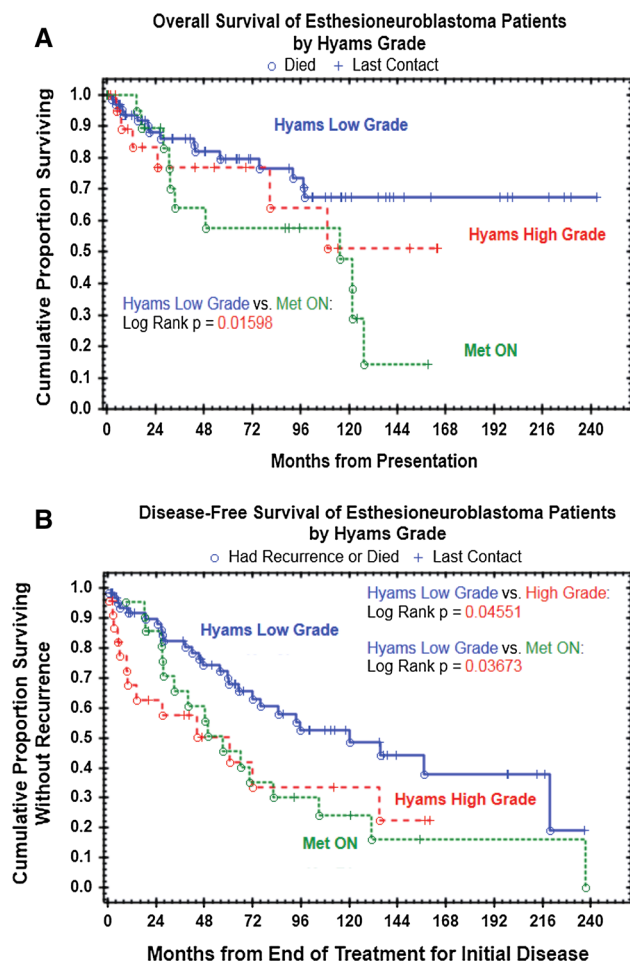 A
Overall Survival of Esthesioneuroblastoma Patients
by Hyams Grade
○ Died + Last Contact
Cumulative Proportion Surviving
1.0
0.9
0.8
0.7
0.6
0.5
0.4
0.3
0.2
0.1
0.0
Hyams Low Grade
Hyams High Grade
Hyams Low Grade vs. Met ON:
Log Rank p = 0.01598
Met ON
0 24 48 72 96 120 144 168 192 216 240
Months from Presentation
B
Disease-Free Survival of Esthesioneuroblastoma Patients
by Hyams Grade
○ Had Recurrence or Died + Last Contact
Cumulative Proportion Surviving
Without Recurrence
1.0
0.9
0.8
0.7
0.6
0.5
0.4
0.3
0.2
0.1
0.0
Hyams Low Grade vs. High Grade:
Log Rank p = 0.04551
Hyams Low Grade
Hyams Low Grade vs. Met ON:
Log Rank p = 0.03673
Hyams High Grade
Met ON
0 24 48 72 96 120 144 168 192 216 240
Months from End of Treatment for Initial Disease